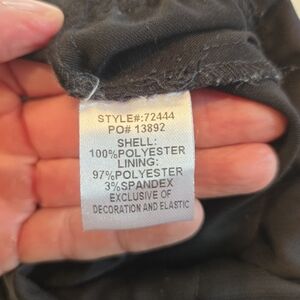 STYLE#:72444
PO# 13892
SHELL:
100%POLYESTER
LINING:
97%POLYESTER
3%SPANDEX
EXCLUSIVE OF
DECORATION AND ELASTIC